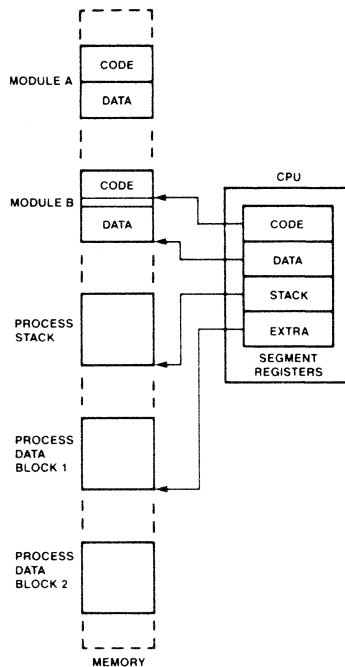 MODULE A
CODE
DATA
MODULE B
CODE
DATA
PROCESS
STACK
PROCESS
DATA
BLOCK 1
PROCESS
DATA
BLOCK 2
MEMORY
CPU
CODE
DATA
STACK
EXTRA
SEGMENT
REGISTERS